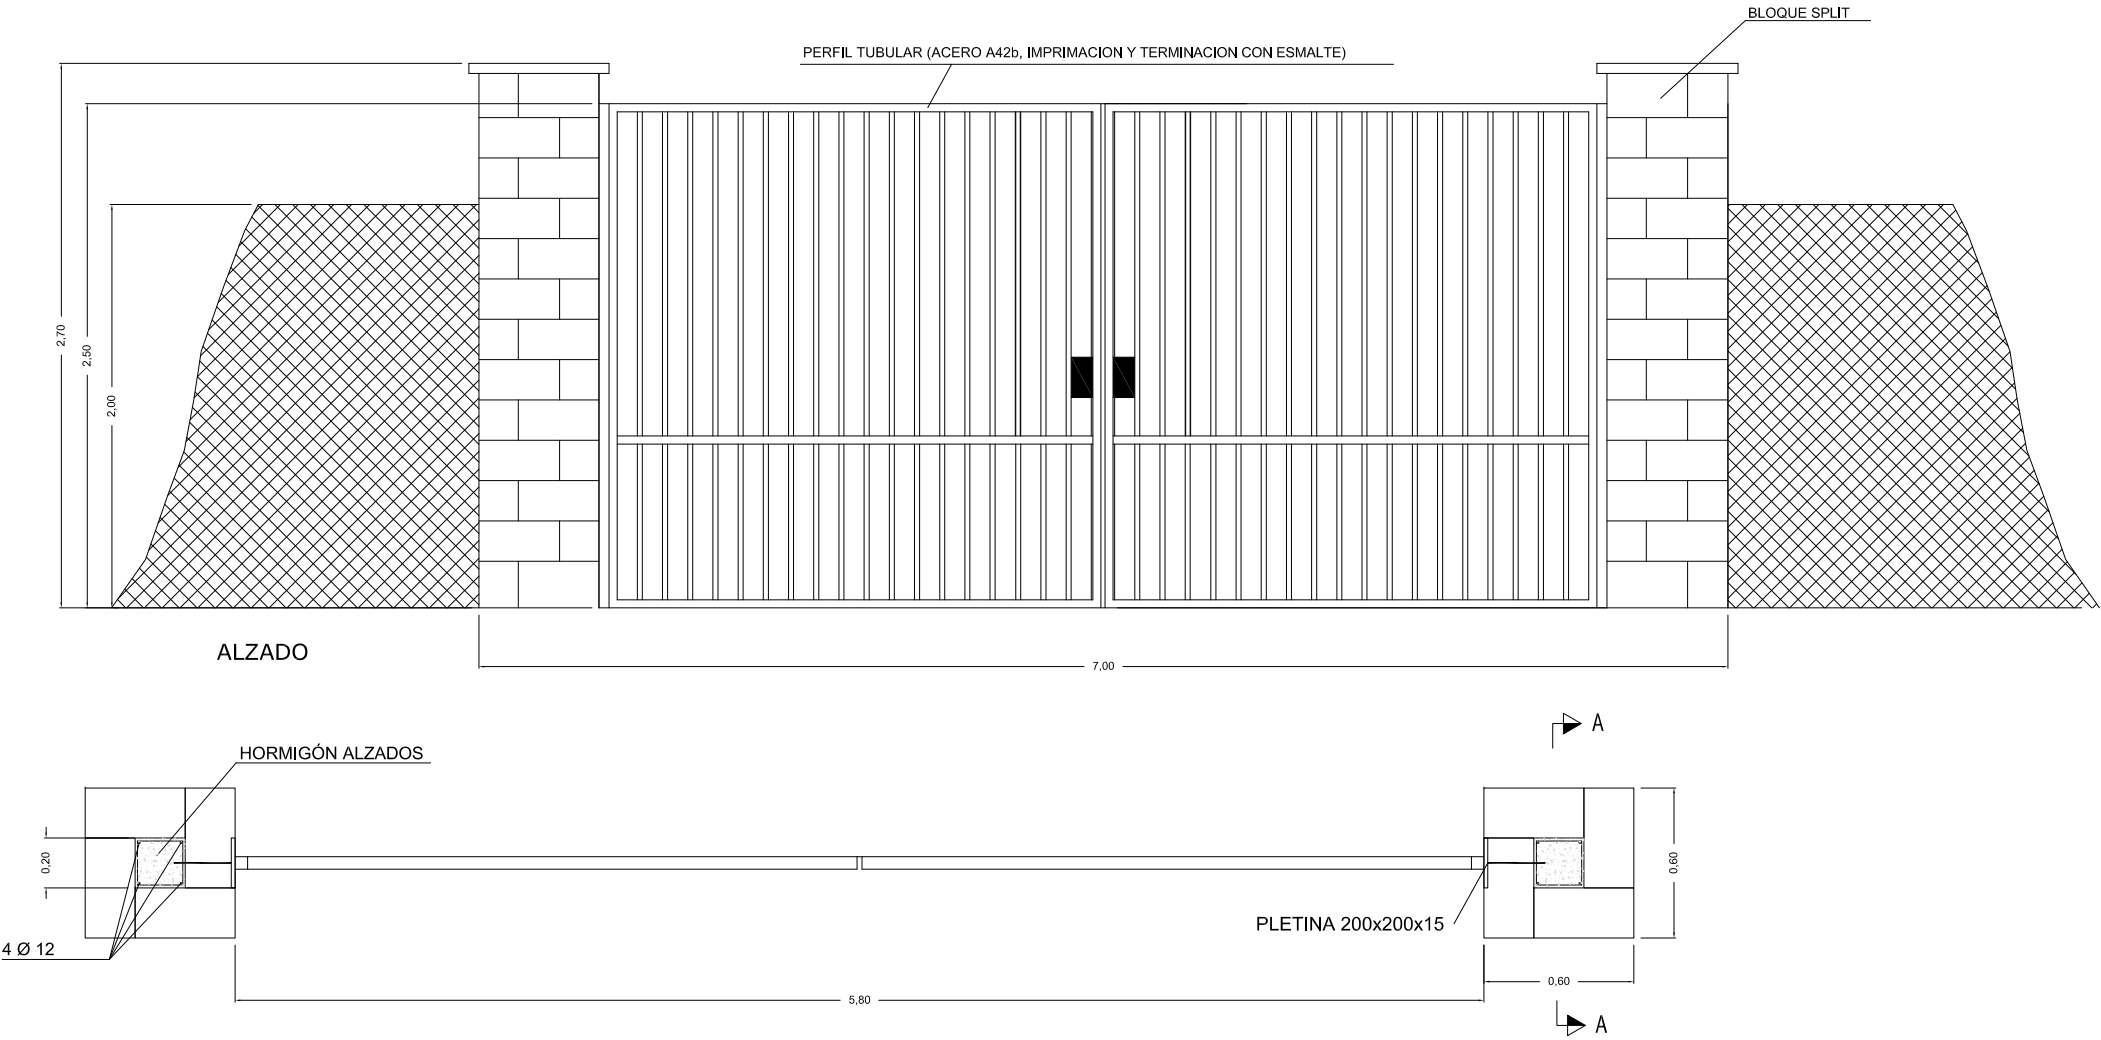 BLOQUE SPLIT
PERFIL TUBULAR (ACERO A42b, IMPRIMACION Y TERMINACION CON ESMALTE)
2,70
2,50
2,00
ALZADO
7,00
A
HORMIGÓN ALZADOS
0,20
0,60
PLETINA 200x200x15
4 Ø 12
0,60
5,80
A